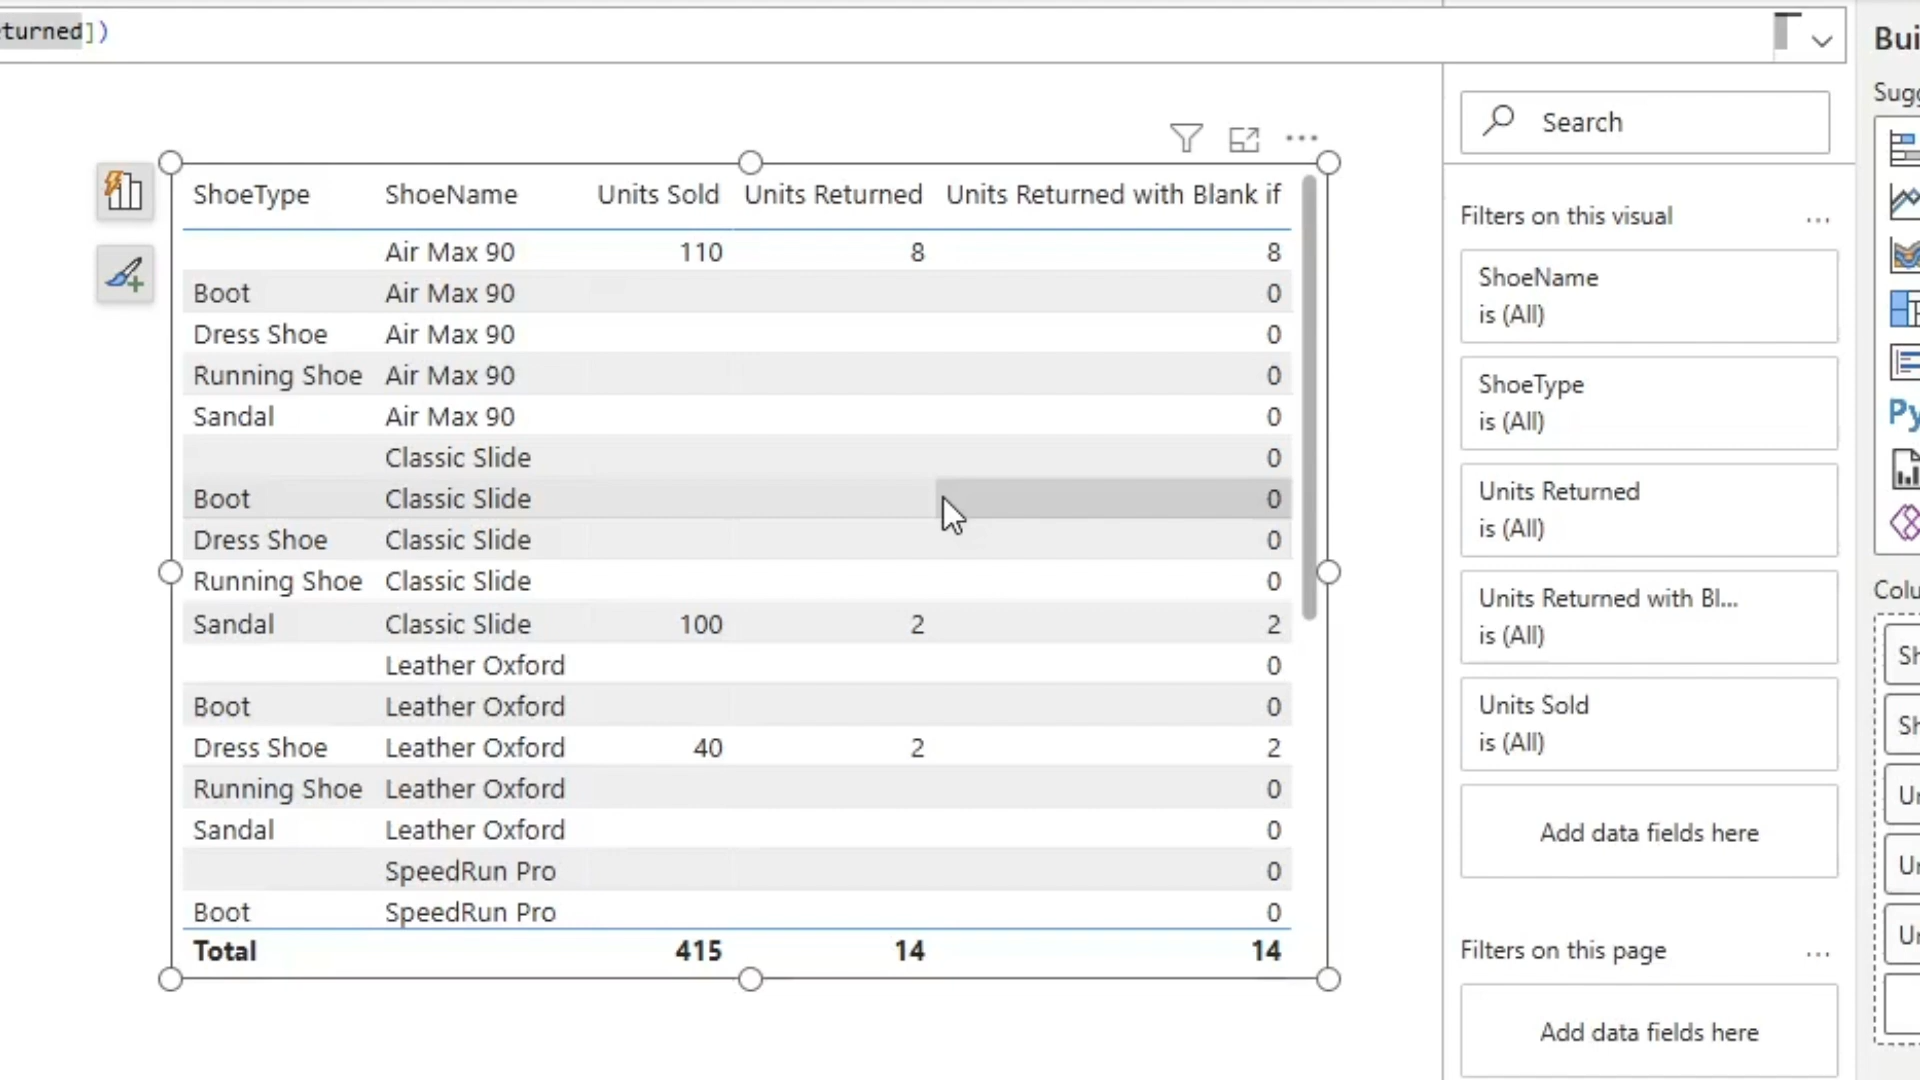 turned])
Bui
Search
Sugg
ShoeType ShoeName Units Sold Units Returned Units Returned with Blank if
Filters on this visual ...
Air Max 90 110 8 8
Boot Air Max 90 0
Dress Shoe Air Max 90 0
Running Shoe Air Max 90 0
Sandal Air Max 90 0
Classic Slide 0
Boot Classic Slide 0
Dress Shoe Classic Slide 0
Running Shoe Classic Slide 0
Sandal Classic Slide 100 2 2
Leather Oxford 0
Boot Leather Oxford 0
Dress Shoe Leather Oxford 40 2 2
Running Shoe Leather Oxford 0
Sandal Leather Oxford 0
SpeedRun Pro 0
Boot SpeedRun Pro 0
Total 415 14 14
ShoeName
is (All)
ShoeType
is (All)
Units Returned
is (All)
Units Returned with Bl...
is (All)
Units Sold
is (All)
Add data fields here
Filters on this page ...
Add data fields here
Py
Colu
Sh
Sh
Un
Un
Un